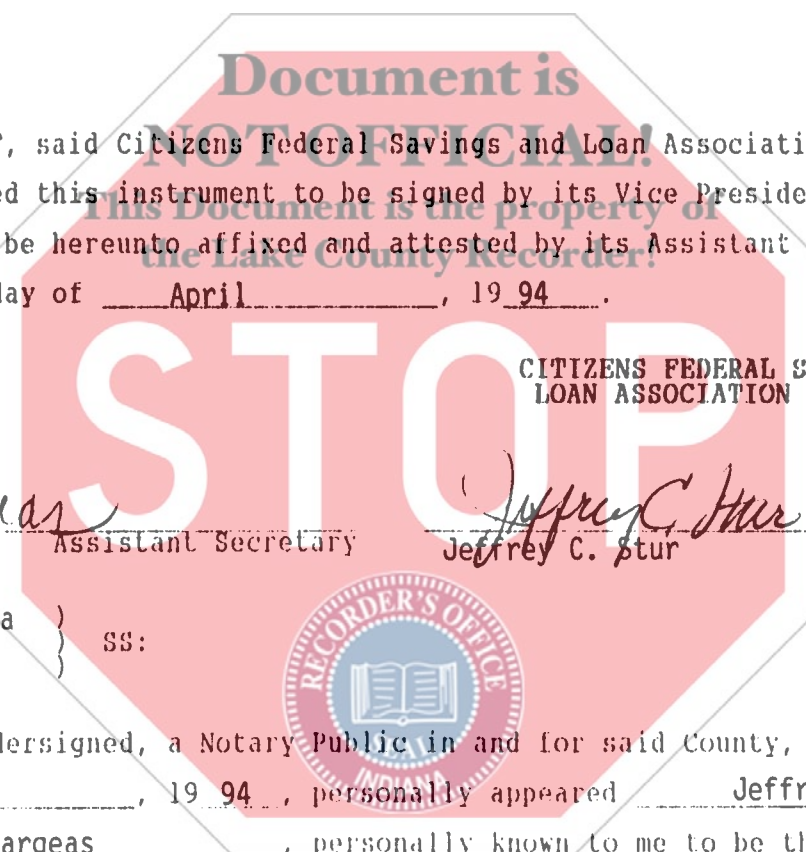 Document is
NOT OFFICIAL!
This Document is the property of
the Lake County Recorder!
STOP
, said Citizens Federal Savings and Loan Associati
ed this instrument to be signed by its Vice Preside
be hereunto affixed and attested by its Assistant
day of April , 19 94 .
CITIZENS FEDERAL S
LOAN ASSOCIATION
Jeffrey C. Stur
Assistant Secretary Jeffrey C. Stur
a ) SS:
RECORDER'S OFFICE
INDIANA
dersigned, a Notary Public in and for said County,
, 19 94 , personally appeared Jeffr
argeas , personally known to me to be th